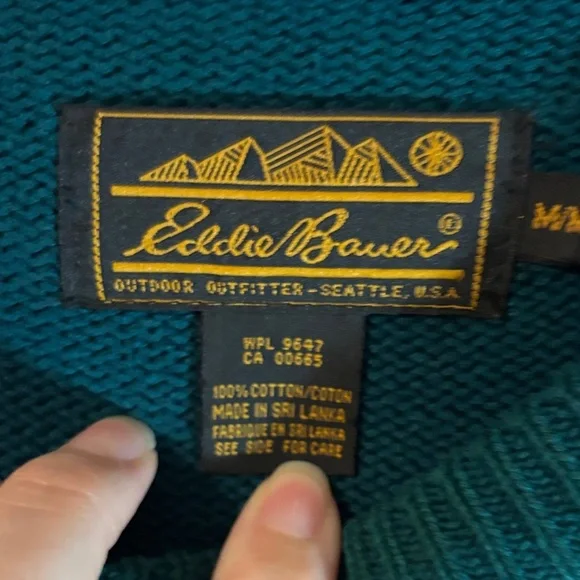 Eddie Bauer®
OUTDOOR OUTFITTER-SEATTLE, U.S.A.
WPL 9647
CA 00665
100% COTTON/COTON
MADE IN SRI LANKA
FABRIQUE EN SRI LANKA
SEE SIDE FOR CARE